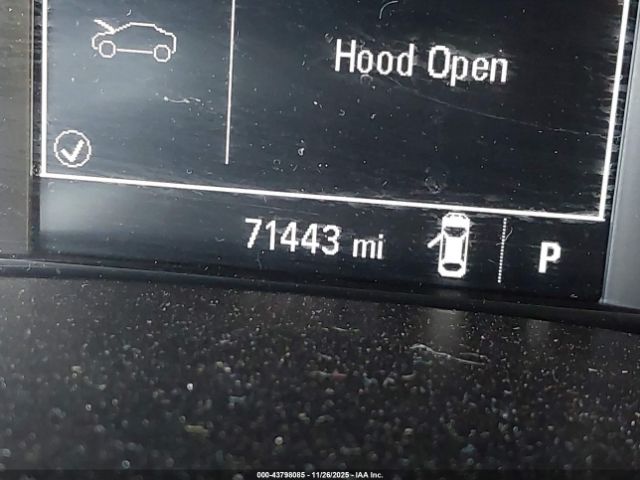 Hood Open
71443 mi
P
000-43798085 - 11/26/2025 - IAA Inc.